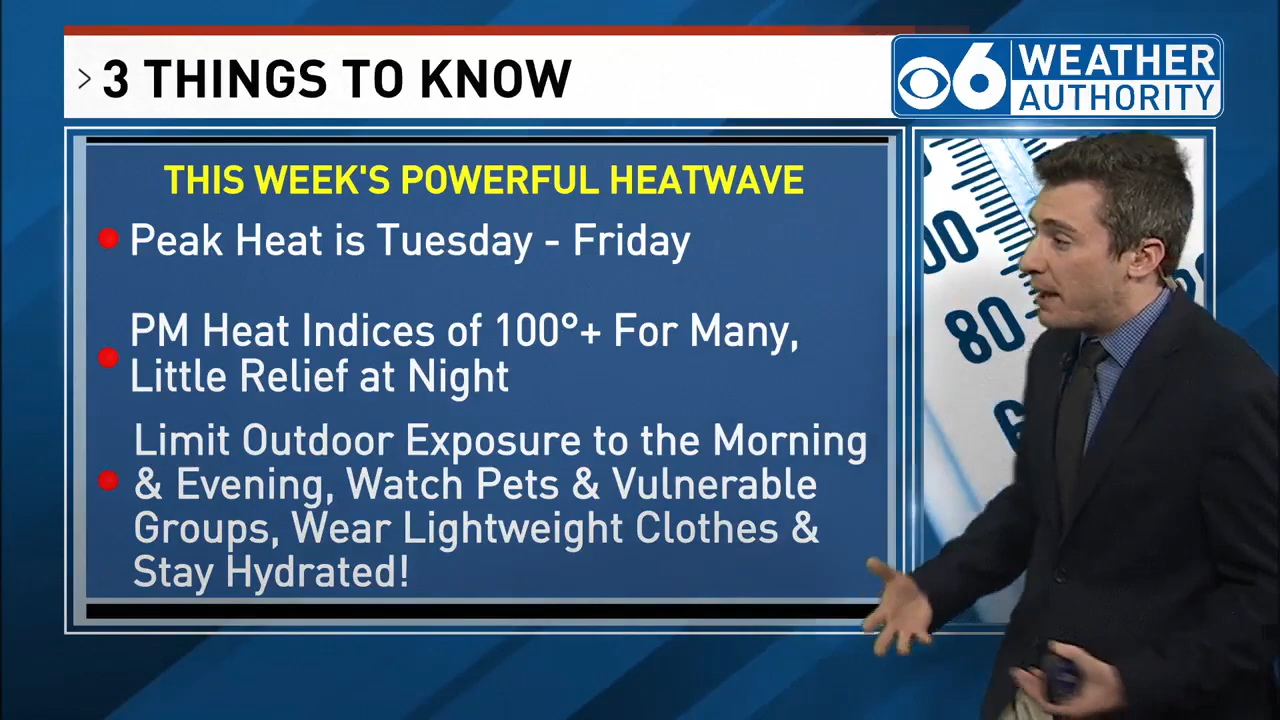 > 3 THINGS TO KNOW
6 WEATHER
AUTHORITY
THIS WEEK'S POWERFUL HEATWAVE
Peak Heat is Tuesday - Friday
PM Heat Indices of 100°+ For Many,
Little Relief at Night
Limit Outdoor Exposure to the Morning
& Evening, Watch Pets & Vulnerable
Groups, Wear Lightweight Clothes &
Stay Hydrated!
80